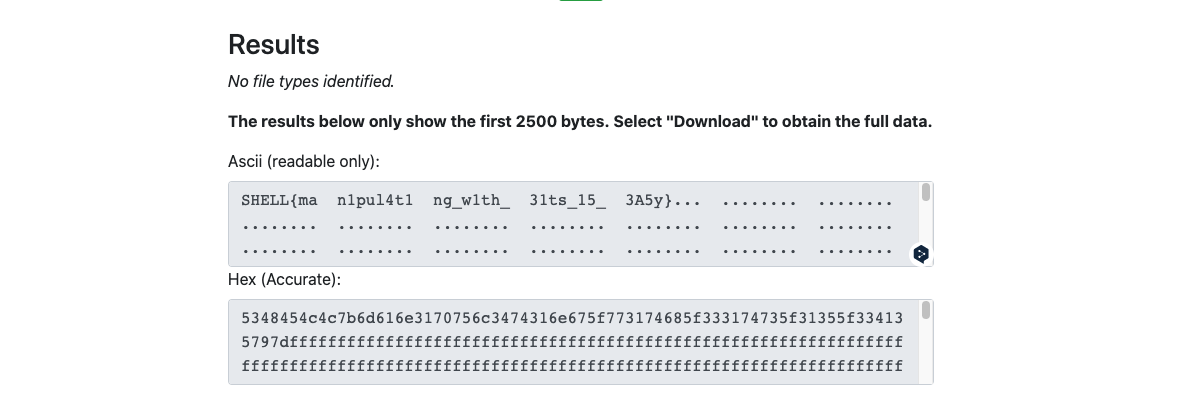 Results
No file types identified.
The results below only show the first 2500 bytes. Select "Download" to obtain the full data.
Ascii (readable only):
SHELL{ma n1pul4t1 ng_w1th_ 31ts_15_ 3A5y}... ........ ........
........ ........ ........ ........ ........ ........ ........
........ ........ ........ ........ ........ ........ ........
Hex (Accurate):
5348454c4c7b6d616e3170756c3474316e675f773174685f333174735f31355f33413
5797dffffffffffffffffffffffffffffffffffffffffffffffffffffffffffffffff
fffffffffffffffffffffffffffffffffffffffffffffffffffffffffffffffffffff